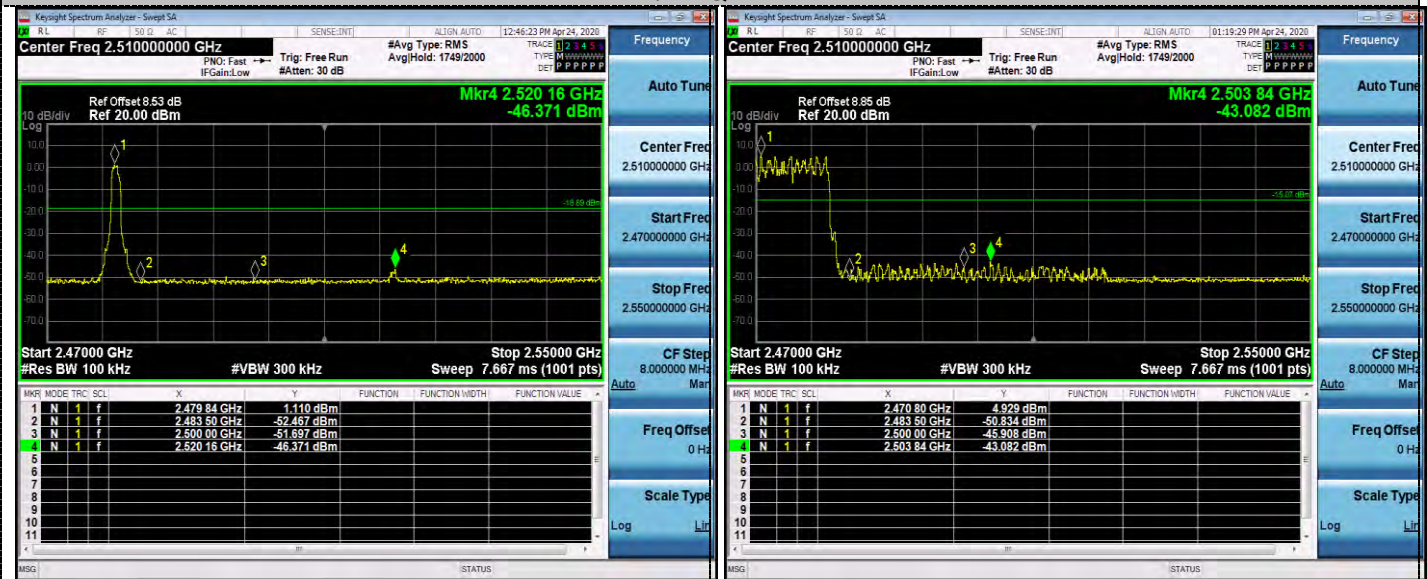 Keysight Spectrum Analyzer - Swept SA
RL RF 50 Ω AC SENSE:INT ALIGN AUTO 12:46:23 PM Apr 24, 2020
Center Freq 2.510000000 GHz
#Avg Type: RMS
TRACE 1 2 3 4 5
PNO: Fast Trig: Free Run Avg|Hold: 1749/2000 TYPE M
IFGain:Low #Atten: 30 dB DET P P P P P P
Frequency
Mkr4 2.520 16 GHz
-46.371 dBm
Ref Offset 8.53 dB
10 dB/div Ref 20.00 dBm
Log
10.0
0.00
-10.0
-20.0
-30.0
-40.0
-50.0
-60.0
-70.0
1
2
3
4
-18.89 dBm
Start 2.47000 GHz Stop 2.55000 GHz
#Res BW 100 kHz #VBW 300 kHz Sweep 7.667 ms (1001 pts)
MKR MODE TRC SCL X Y FUNCTION FUNCTION WIDTH FUNCTION VALUE
1 N 1 f 2.479 84 GHz 1.110 dBm
2 N 1 f 2.483 50 GHz -52.467 dBm
3 N 1 f 2.500 00 GHz -51.697 dBm
4 N 1 f 2.520 16 GHz -46.371 dBm
5
6
7
8
9
10
11
Auto Tune
Center Freq
2.510000000 GHz
Start Freq
2.470000000 GHz
Stop Freq
2.550000000 GHz
CF Step
8.000000 MHz
Auto Man
Freq Offset
0 Hz
Scale Type
Log Lin
MSG STATUS
Keysight Spectrum Analyzer - Swept SA
RL RF 50 Ω AC SENSE:INT ALIGN AUTO 01:19:29 PM Apr 24, 2020
Center Freq 2.510000000 GHz
#Avg Type: RMS
TRACE 1 2 3 4 5
PNO: Fast Trig: Free Run Avg|Hold: 1749/2000 TYPE M
IFGain:Low #Atten: 30 dB DET P P P P P P
Frequency
Mkr4 2.503 84 GHz
-43.082 dBm
Ref Offset 8.85 dB
10 dB/div Ref 20.00 dBm
Log
10.0
0.00
-10.0
-20.0
-30.0
-40.0
-50.0
-60.0
-70.0
1
2
3
4
-15.07 dBm
Start 2.47000 GHz Stop 2.55000 GHz
#Res BW 100 kHz #VBW 300 kHz Sweep 7.667 ms (1001 pts)
MKR MODE TRC SCL X Y FUNCTION FUNCTION WIDTH FUNCTION VALUE
1 N 1 f 2.470 80 GHz 4.929 dBm
2 N 1 f 2.483 50 GHz -50.834 dBm
3 N 1 f 2.500 00 GHz -45.908 dBm
4 N 1 f 2.503 84 GHz -43.082 dBm
5
6
7
8
9
10
11
Auto Tune
Center Freq
2.510000000 GHz
Start Freq
2.470000000 GHz
Stop Freq
2.550000000 GHz
CF Step
8.000000 MHz
Auto Man
Freq Offset
0 Hz
Scale Type
Log Lin
MSG STATUS